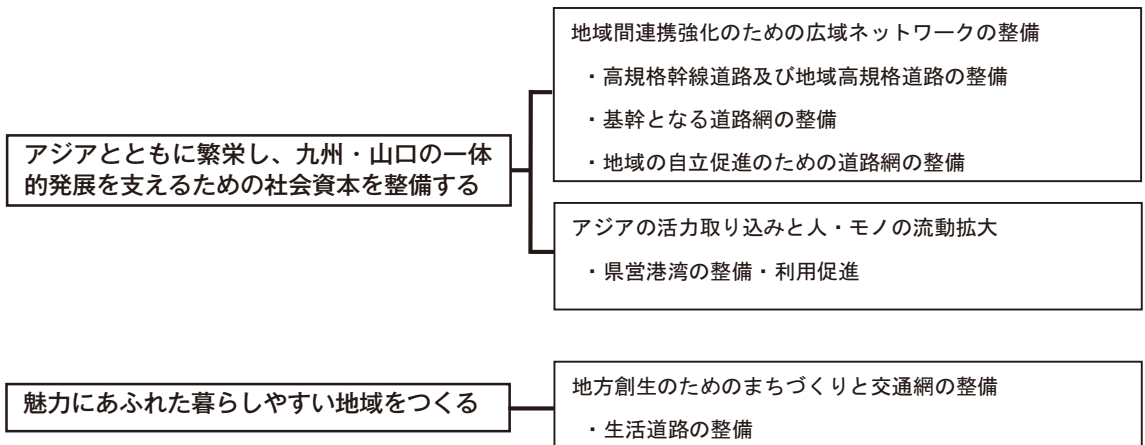 アジアとともに繁栄し、九州・山口の一体
的発展を支えるための社会資本を整備する
地域間連携強化のための広域ネットワークの整備
・高規格幹線道路及び地域高規格道路の整備
・基幹となる道路網の整備
・地域の自立促進のための道路網の整備
アジアの活力取り込みと人・モノの流動拡大
・県営港湾の整備・利用促進
魅力にあふれた暮らしやすい地域をつくる
地方創生のためのまちづくりと交通網の整備
・生活道路の整備